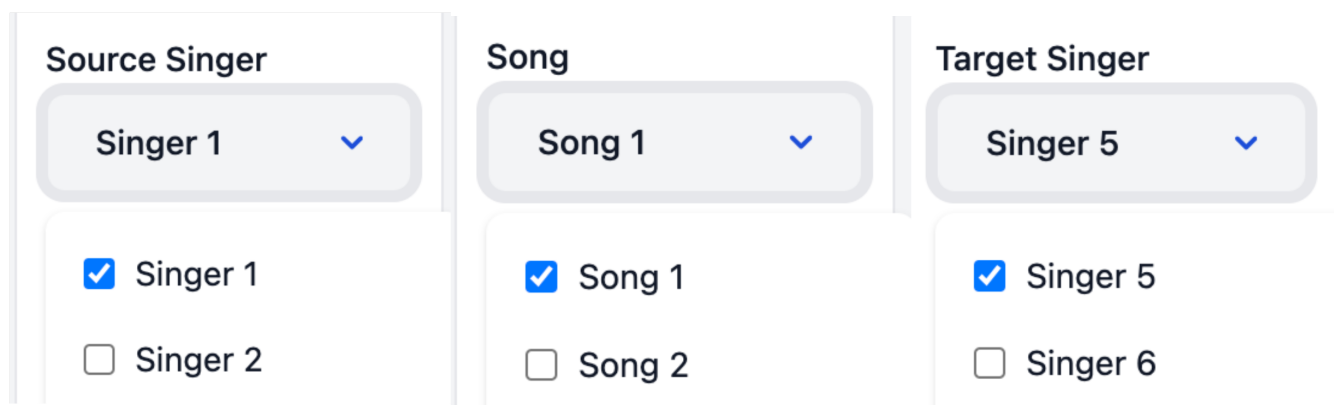 Source Singer
Singer 1
Singer 1
Singer 2
Song
Song 1
Song 1
Song 2
Target Singer
Singer 5
Singer 5
Singer 6